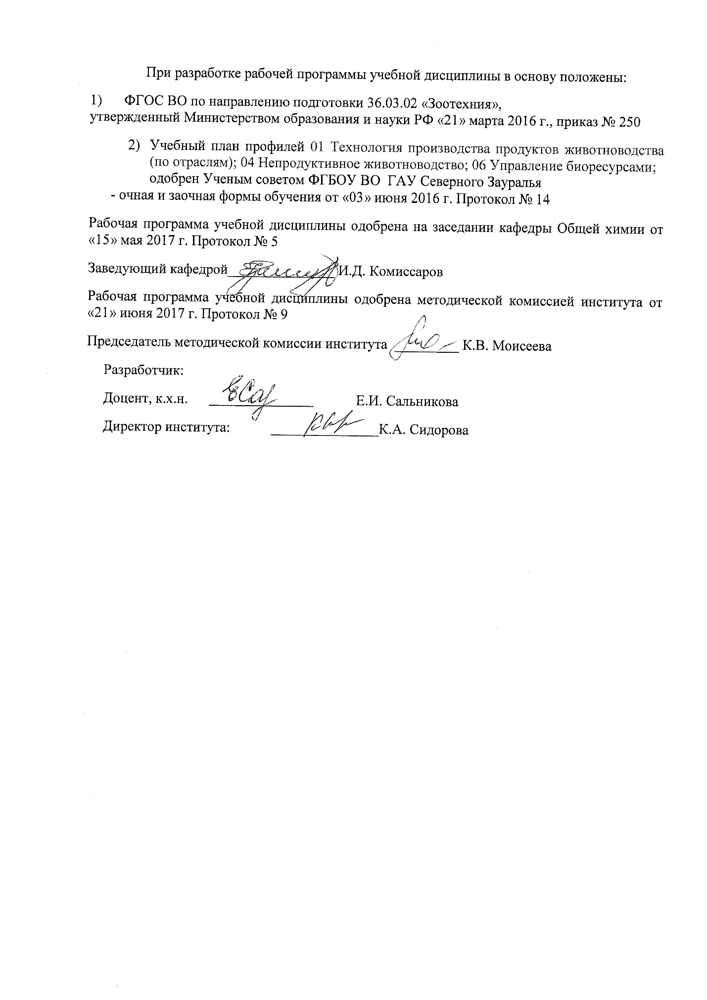 При разработке рабочей программы учебной дисциплины в основу положены:
1) ФГОС ВО по направлению подготовки 36.03.02 «Зоотехния»,
утвержденный Министерством образования и науки РФ «21» марта 2016 г., приказ № 250
2) Учебный план профилей 01 Технология производства продуктов животноводства
(по отраслям); 04 Непродуктивное животноводство; 06 Управление биоресурсами;
одобрен Ученым советом ФГБОУ ВО ГАУ Северного Зауралья
- очная и заочная формы обучения от «03» июня 2016 г. Протокол № 14
Рабочая программа учебной дисциплины одобрена на заседании кафедры Общей химии от
«15» мая 2017 г. Протокол № 5
Заведующий кафедрой И.Д. Комиссаров
Рабочая программа учебной дисциплины одобрена методической комиссией института от
«21» июня 2017 г. Протокол № 9
Председатель методической комиссии института К.В. Моисеева
Разработчик:
Доцент, к.х.н. Е.И. Сальникова
Директор института: К.А. Сидорова